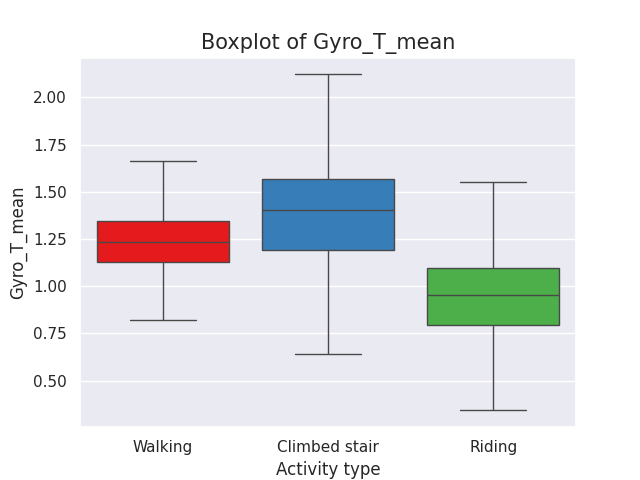 Boxplot of Gyro_T_mean
Gyro_T_mean
2.00
1.75
1.50
1.25
1.00
0.75
0.50
Walking
Climbed stair
Riding
Activity type